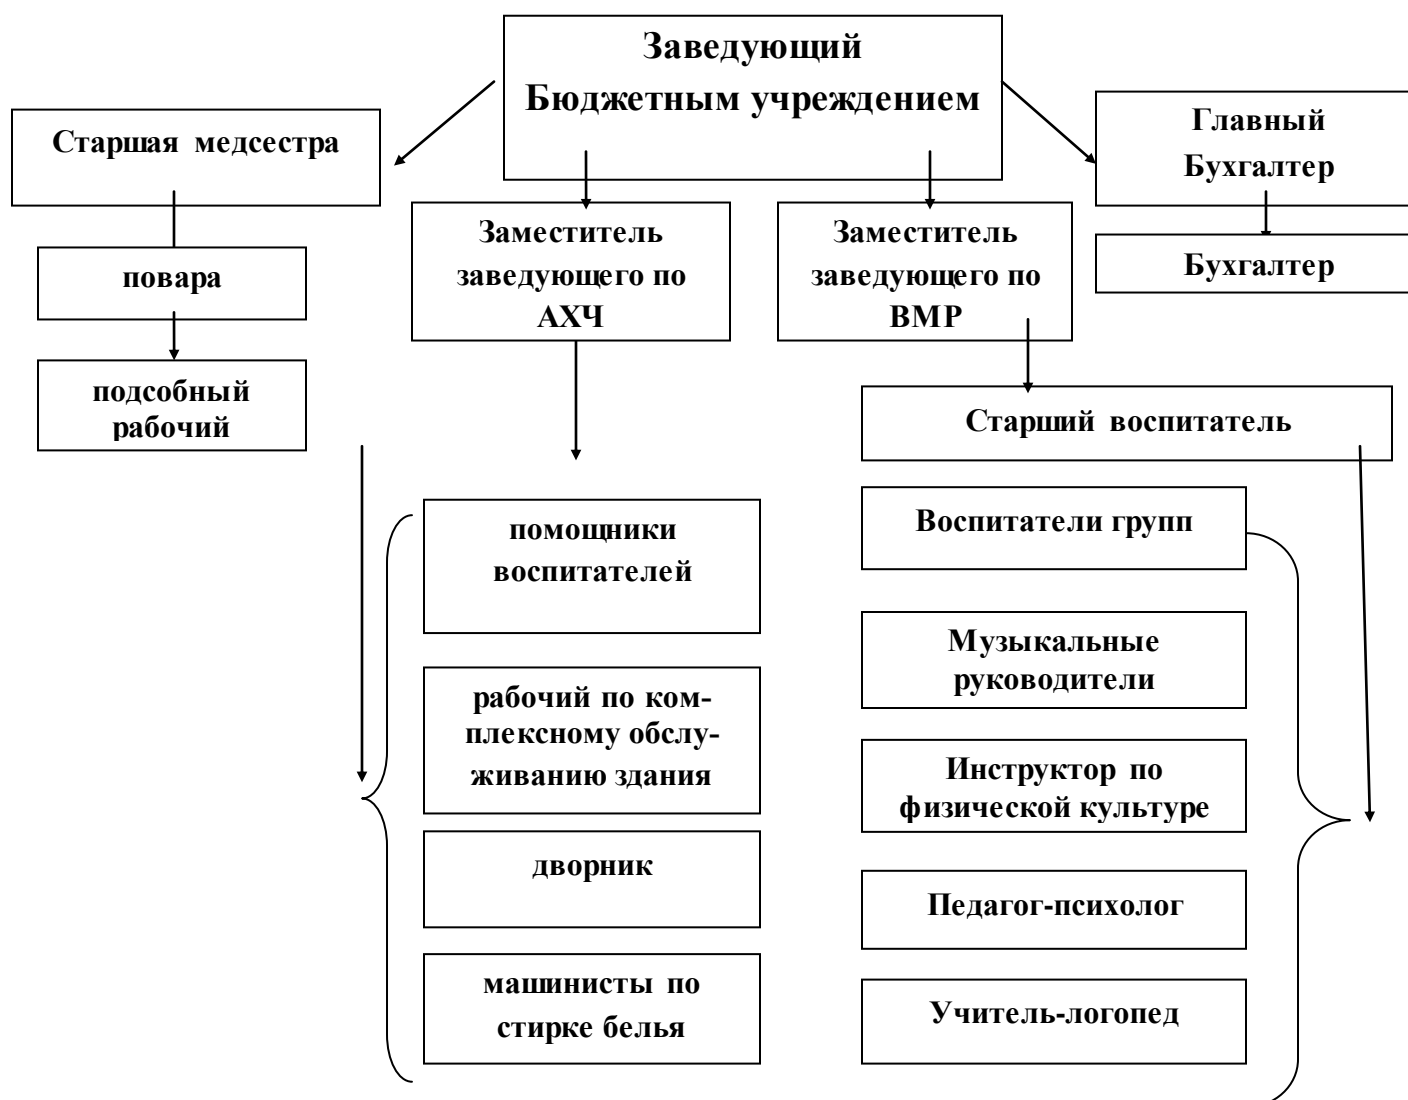 Заведующий
Бюджетным учреждением
Старшая медсестра
Главный
Бухгалтер
Заместитель
заведующего по
АХЧ
Заместитель
заведующего по
ВМР
Бухгалтер
повара
подсобный
рабочий
Старший воспитатель
помощники
воспитателей
рабочий по ком-
плексному обслу-
живанию здания
дворник
машинисты по
стирке белья
Воспитатели групп
Музыкальные
руководители
Инструктор по
физической культуре
Педагог-психолог
Учитель-логопед